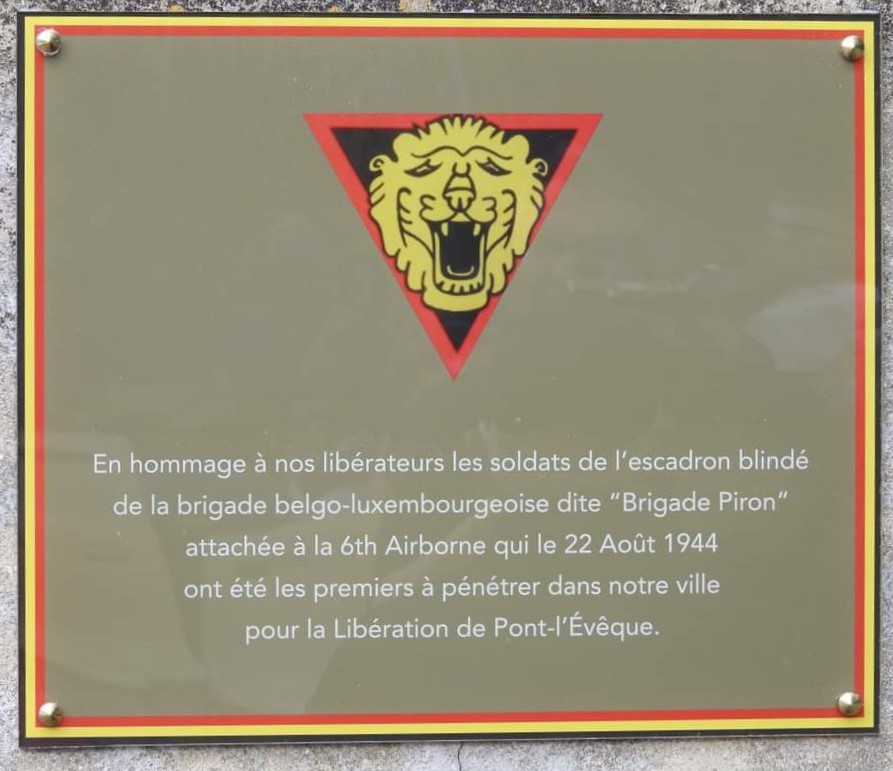 En hommage à nos libérateurs les soldats de l'escadron blindé
de la brigade belgo-luxembourgeoise dite “Brigade Piron“
attachée à la 6th Airborne qui le 22 Août 1944
ont été les premiers à pénétrer dans notre ville
pour la Libération de Pont-l'Évêque.